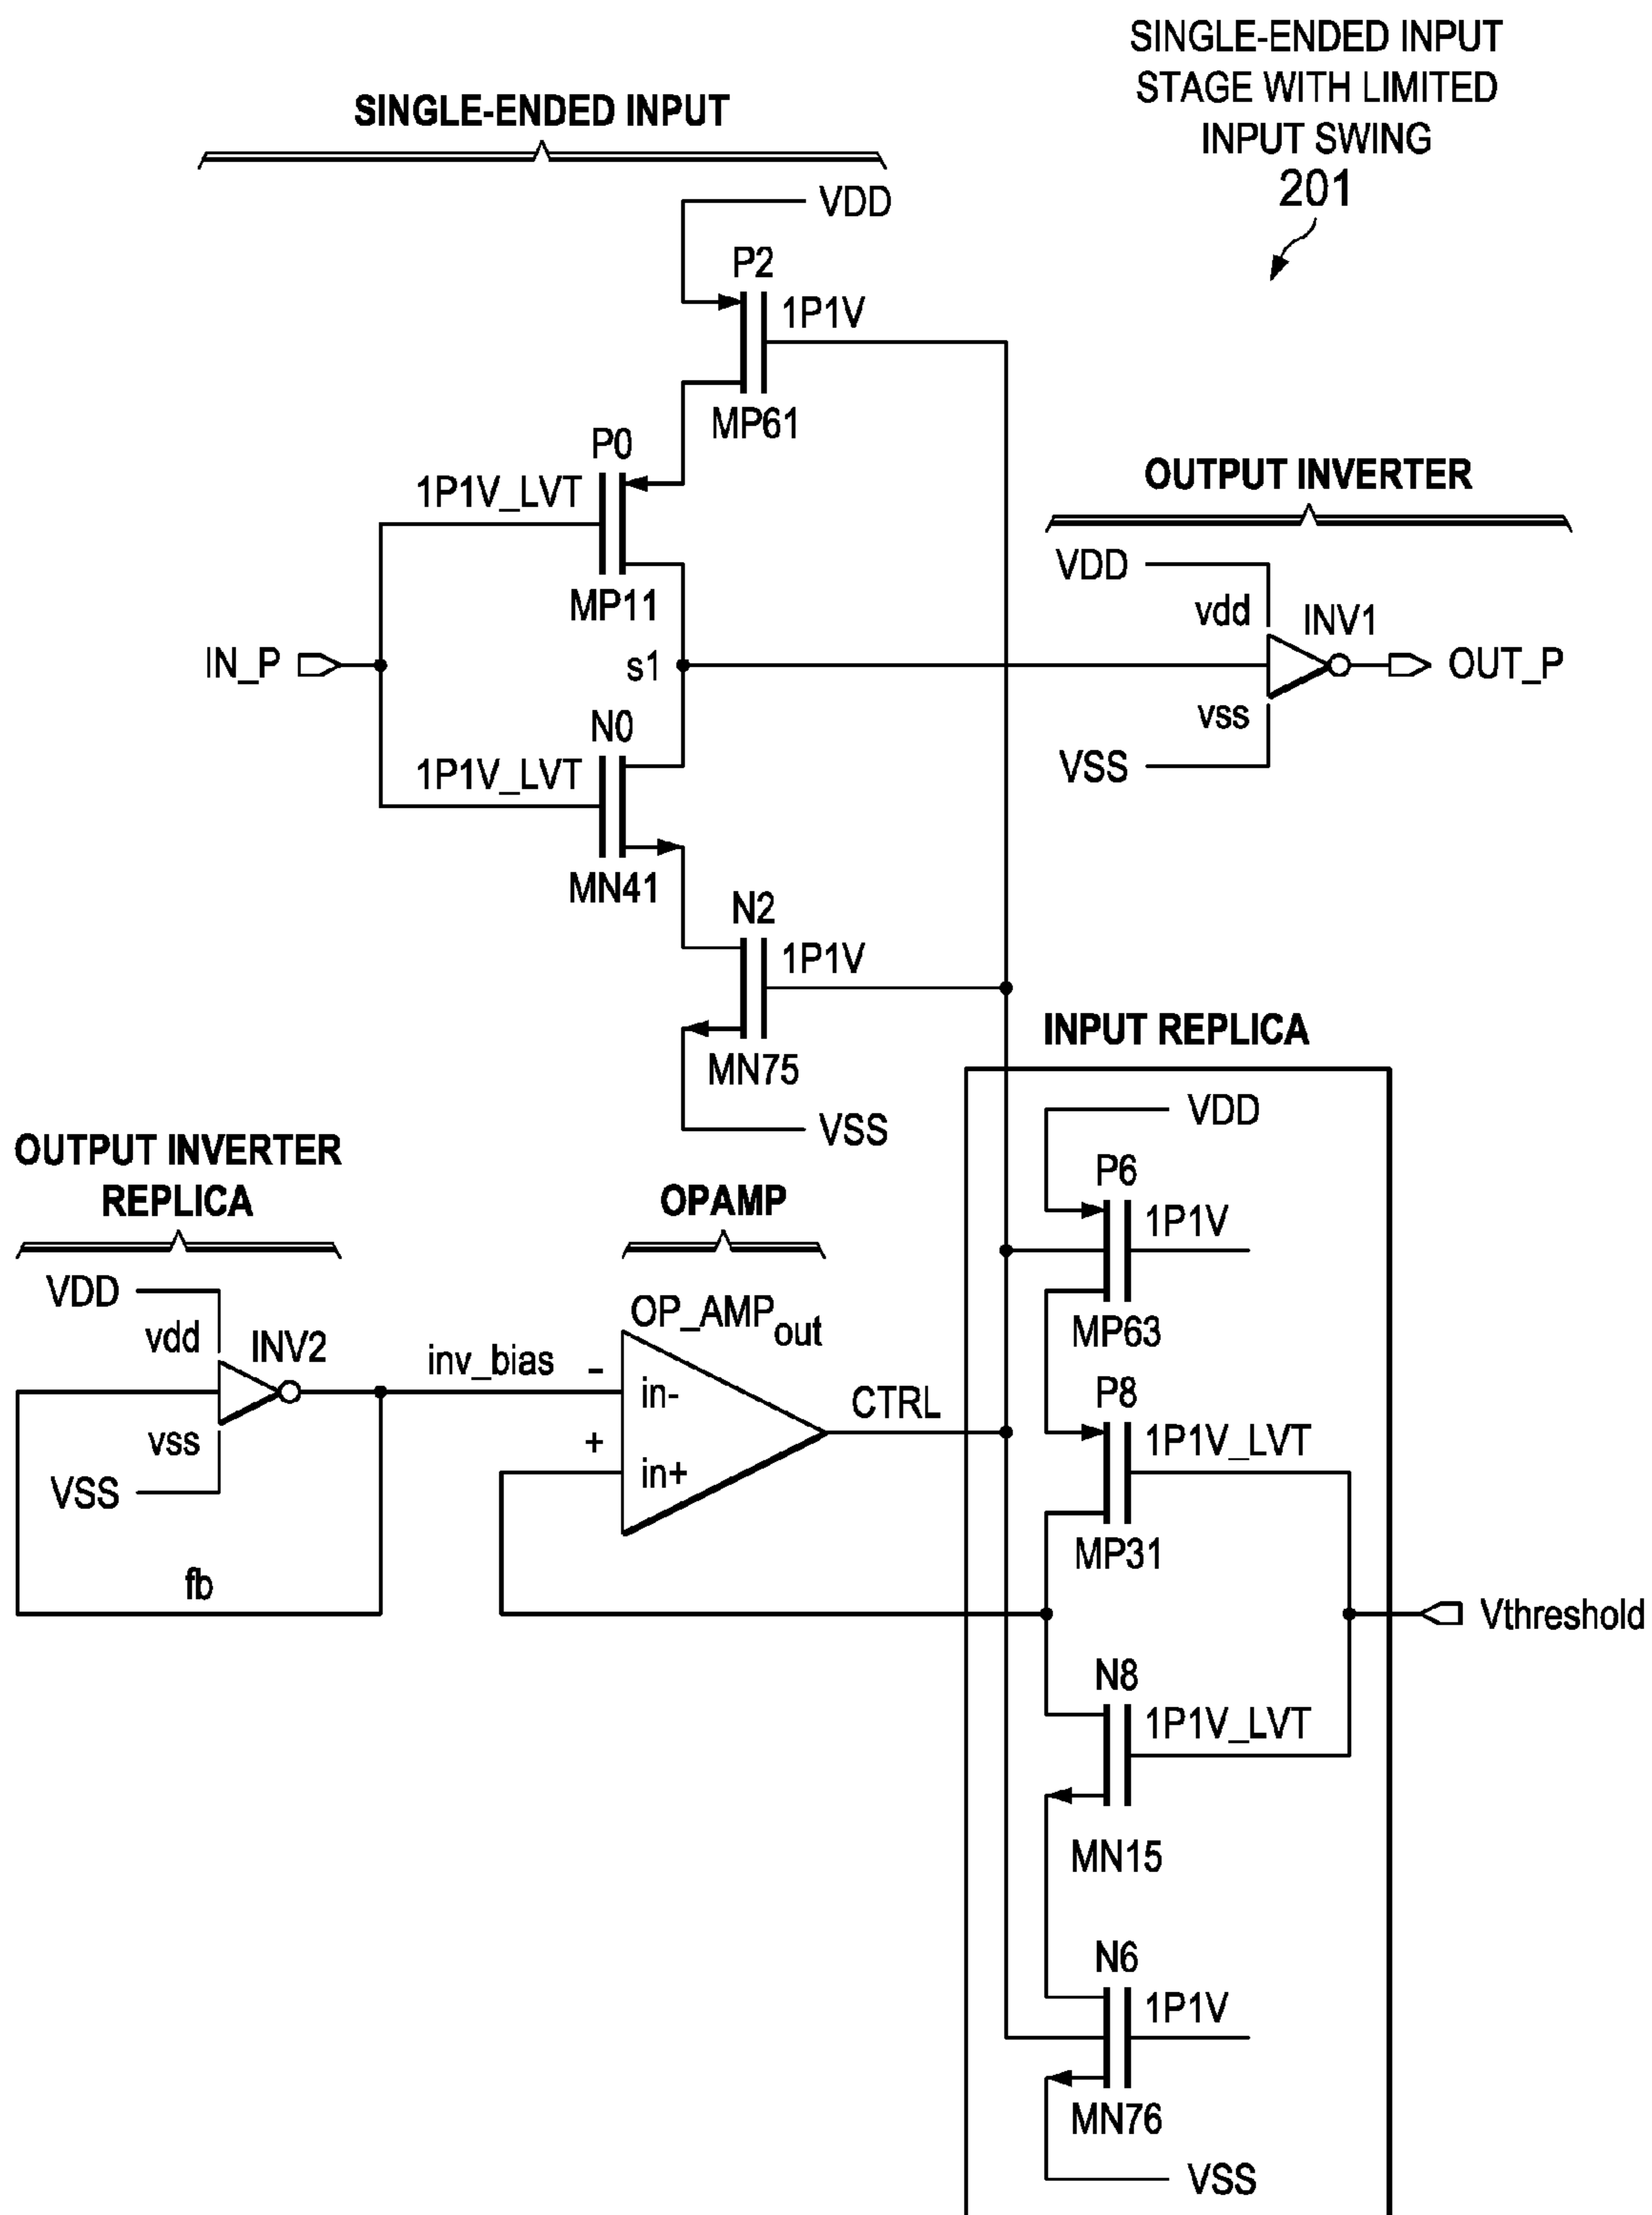 SINGLE-ENDED INPUT
STAGE WITH LIMITED
INPUT SWING
201
SINGLE-ENDED INPUT
VDD
P2
1P1V
MP61
P0
1P1V_LVT
MP11
OUTPUT INVERTER
VDD
vdd
INV1
IN_P
s1
OUT_P
vss
VSS
N0
1P1V_LVT
MN41
N2
1P1V
MN75
VSS
INPUT REPLICA
VDD
P6
1P1V
MP63
P8
1P1V_LVT
MP31
Vthreshold
N8
1P1V_LVT
MN15
N6
1P1V
MN76
VSS
OUTPUT INVERTER
REPLICA
VDD
vdd
INV2
vss
VSS
fb
inv_bias
OPAMP
OP_AMPout
-
in-
+
in+
CTRL